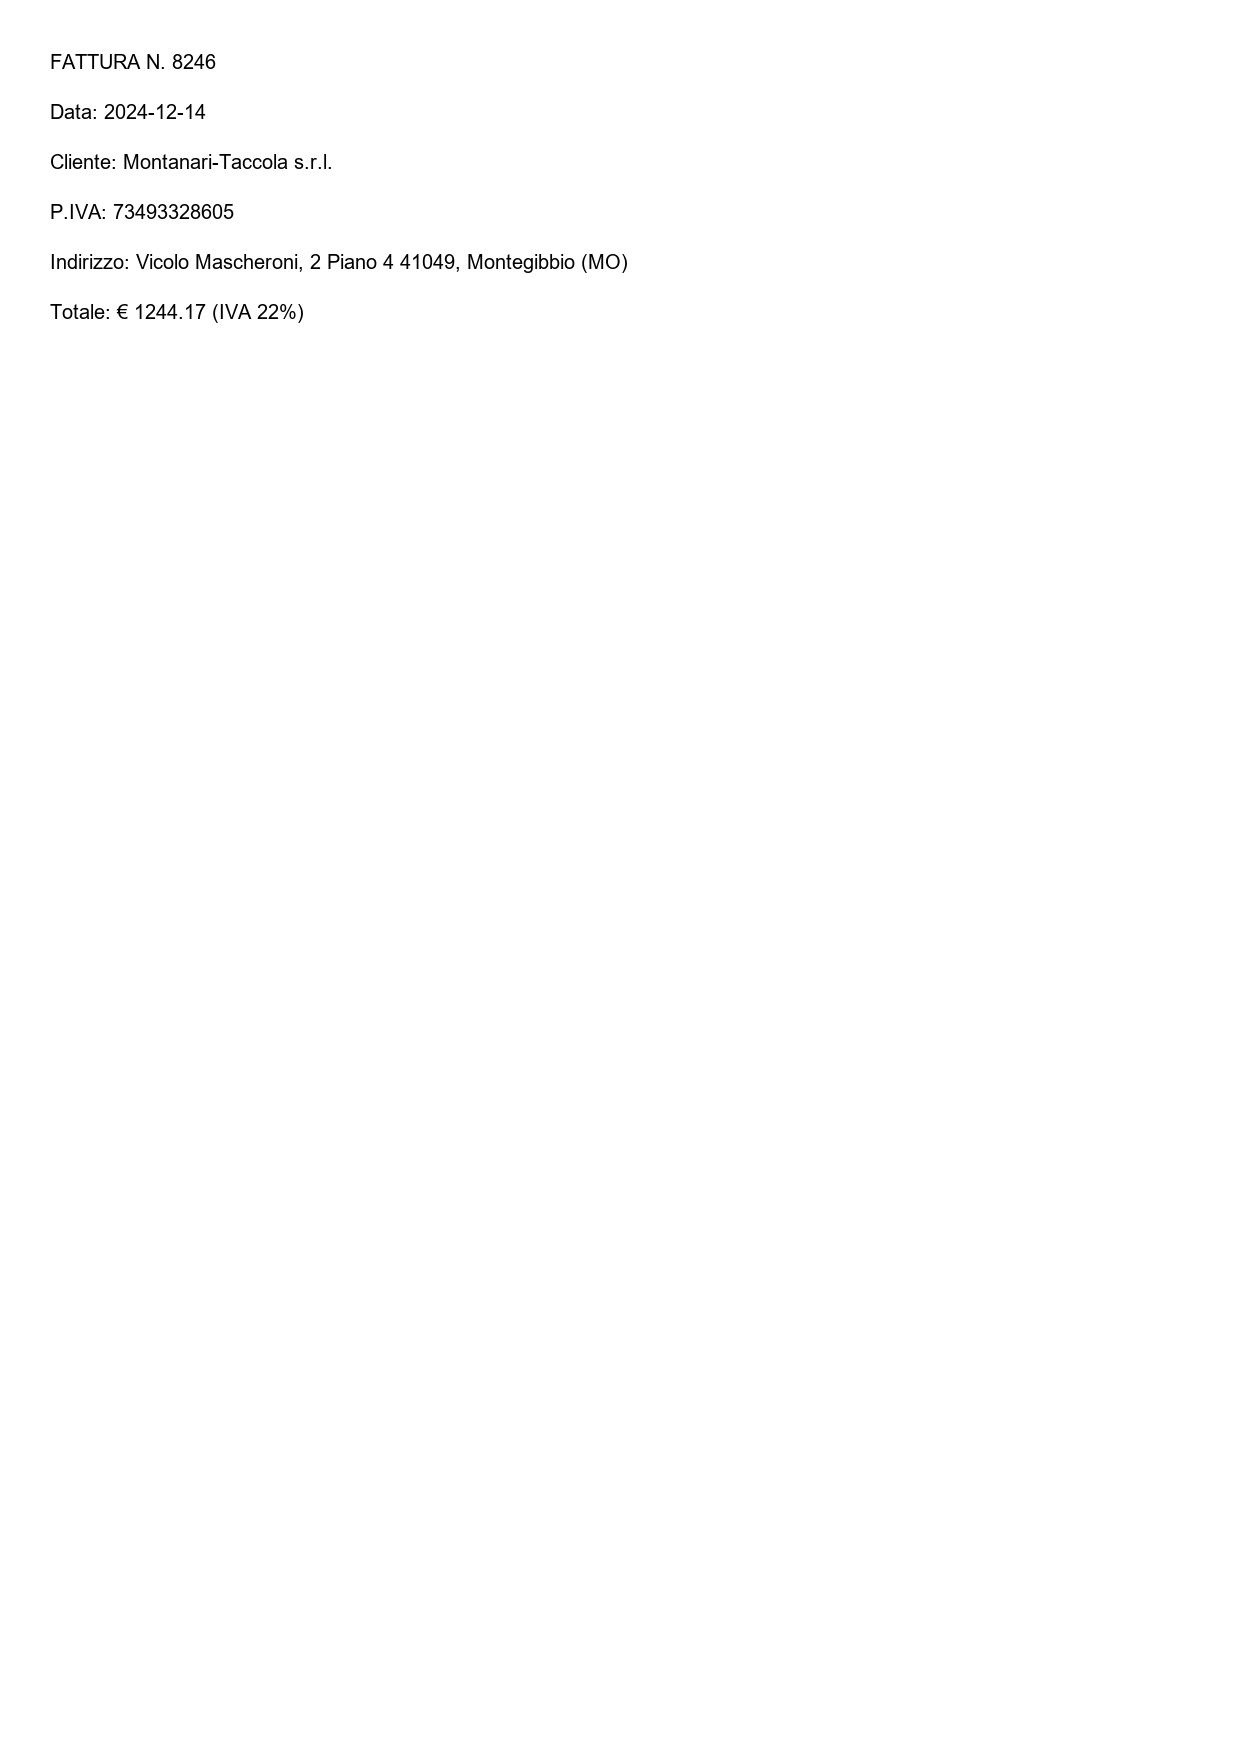 FATTURA N. 8246
Data: 2024-12-14
Cliente: Montanari-Taccola s.r.l.
P.IVA: 73493328605
Indirizzo: Vicolo Mascheroni, 2 Piano 4 41049, Montegibbio (MO)
Totale: € 1244.17 (IVA 22%)